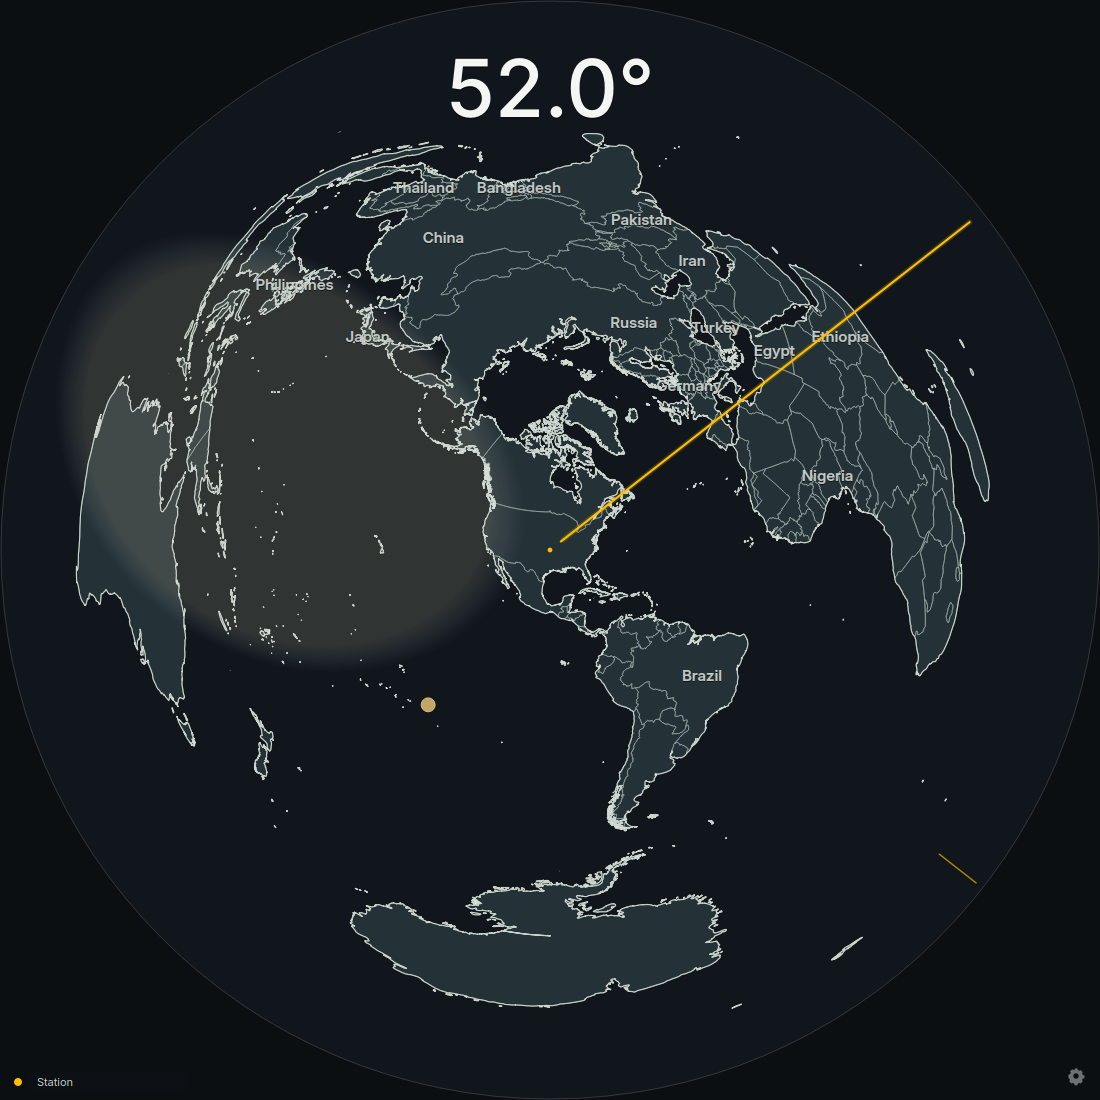 52.0°
Thailand
Bangladesh
Pakistan
China
Iran
Philippines
Russia
Turkey
Japan
Ethiopia
Egypt
Germany
Nigeria
Brazil
Station